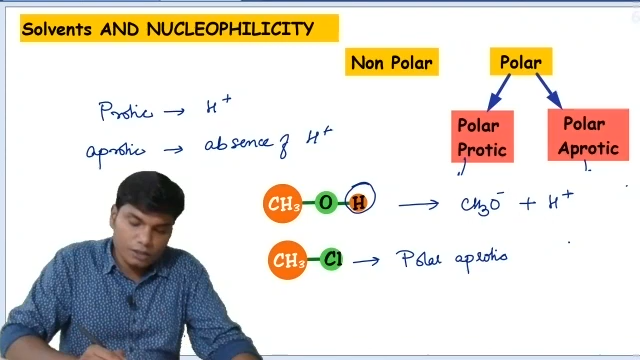 Solvents AND NUCLEOPHILICITY
Non Polar
Polar
Protic → H⁺
aprotic → absence of H⁺
Polar
Protic
Polar
Aprotic
CH₃ O H → CH₃O⁻ + H⁺
CH₃ Cl → Polar aprotic